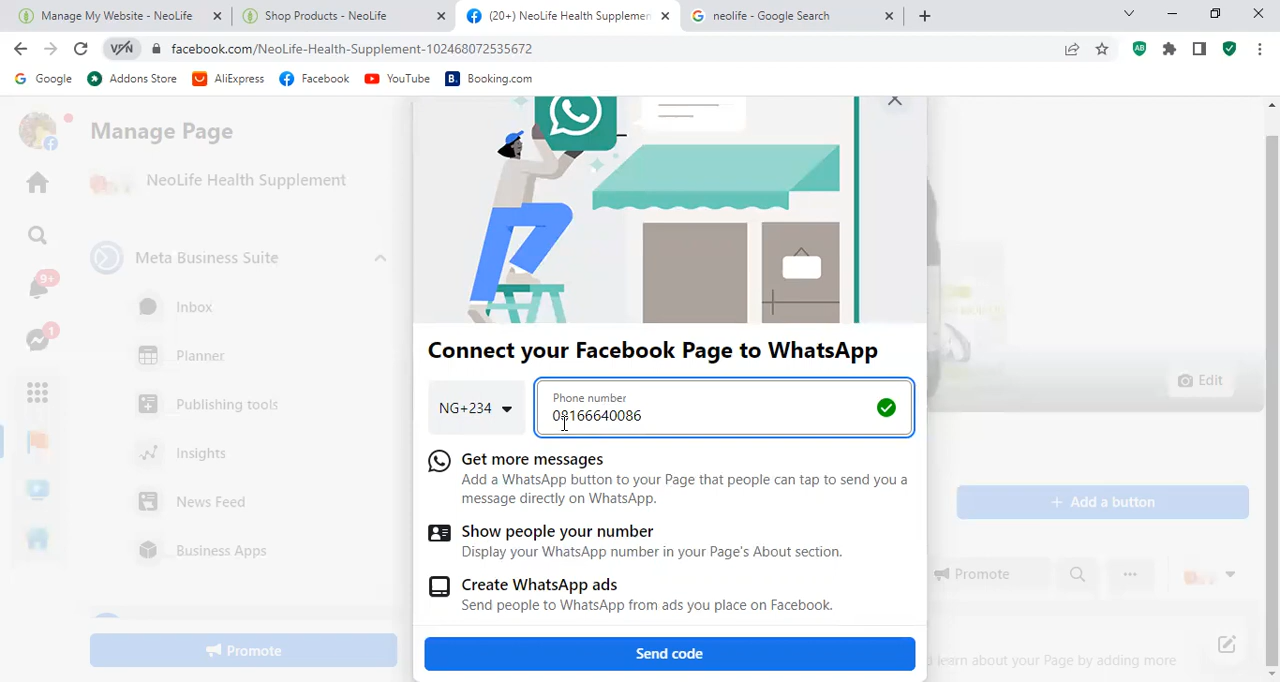 Manage My Website - NeoLife
Shop Products - NeoLife
(20+) NeoLife Health Supplemen
neolife - Google Search
VPN
facebook.com/NeoLife-Health-Supplement-102468072535672
AB
Google
Addons Store
AliExpress
Facebook
YouTube
B.
Booking.com
Manage Page
NeoLife Health Supplement
Meta Business Suite
9+
Inbox
1
Planner
Publishing tools
Insights
News Feed
Business Apps
Promote
Connect your Facebook Page to WhatsApp
NG+234
Phone number
08166640086
Get more messages
Add a WhatsApp button to your Page that people can tap to send you a
message directly on WhatsApp.
Show people your number
Display your WhatsApp number in your Page's About section.
Create WhatsApp ads
Send people to WhatsApp from ads you place on Facebook.
Send code
Edit
+ Add a button
Promote
learn about your Page by adding more